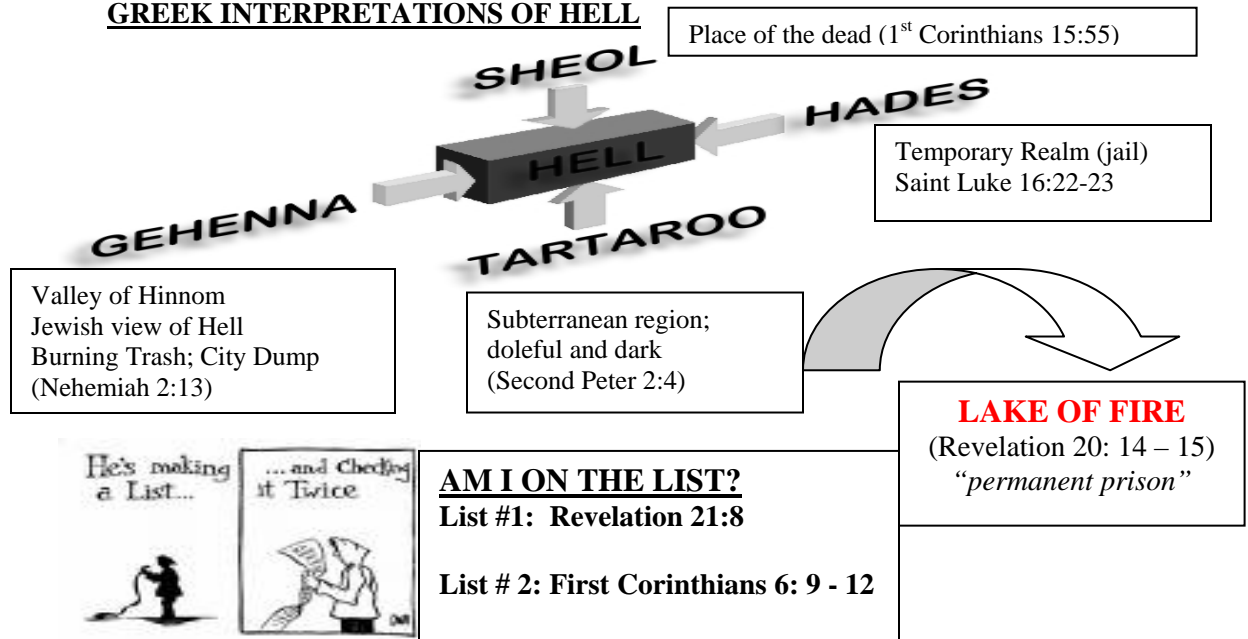 GREEK INTERPRETATIONS OF HELL
Place of the dead (1st Corinthians 15:55)
SHEOL
HADES
HELL
Temporary Realm (jail)
Saint Luke 16:22-23
GEHENNA
TARTAROO
Valley of Hinnom
Jewish view of Hell
Burning Trash; City Dump
(Nehemiah 2:13)
Subterranean region;
doleful and dark
(Second Peter 2:4)
LAKE OF FIRE
(Revelation 20: 14 – 15)
“permanent prison”
He's making
a List...
...and Checking
it Twice
AM I ON THE LIST?
List #1: Revelation 21:8
List # 2: First Corinthians 6: 9 - 12